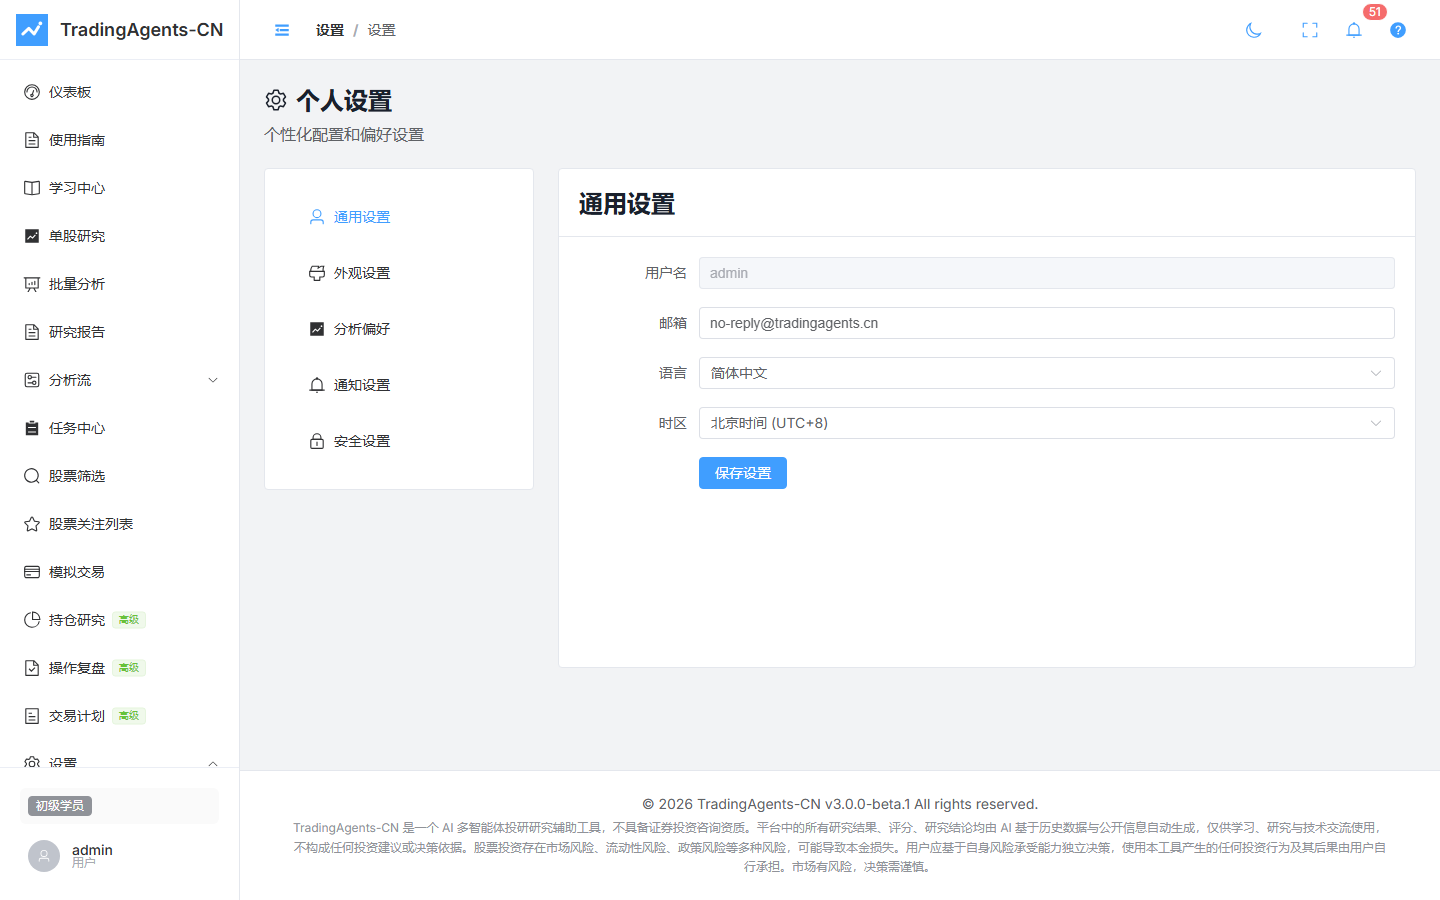 TradingAgents-CN
设置 / 设置
51
仪表板
使用指南
学习中心
单股研究
批量分析
研究报告
分析流
任务中心
股票筛选
股票关注列表
模拟交易
持仓研究 高级
操作复盘 高级
交易计划 高级
设置
初级学员
admin
用户
个人设置
个性化配置和偏好设置
通用设置
外观设置
分析偏好
通知设置
安全设置
通用设置
用户名 admin
邮箱 no-reply@tradingagents.cn
语言 简体中文
时区 北京时间 (UTC+8)
保存设置
© 2026 TradingAgents-CN v3.0.0-beta.1 All rights reserved.
TradingAgents-CN 是一个 AI 多智能体投研研究辅助工具，不具备证券投资咨询资质。平台中的所有研究结果、评分、研究结论均由 AI 基于历史数据与公开信息自动生成，仅供学习、研究与技术交流使用，
不构成任何投资建议或决策依据。股票投资存在市场风险、流动性风险、政策风险等多种风险，可能导致本金损失。用户应基于自身风险承受能力独立决策，使用本工具产生的任何投资行为及其后果由用户自
行承担。市场有风险，决策需谨慎。